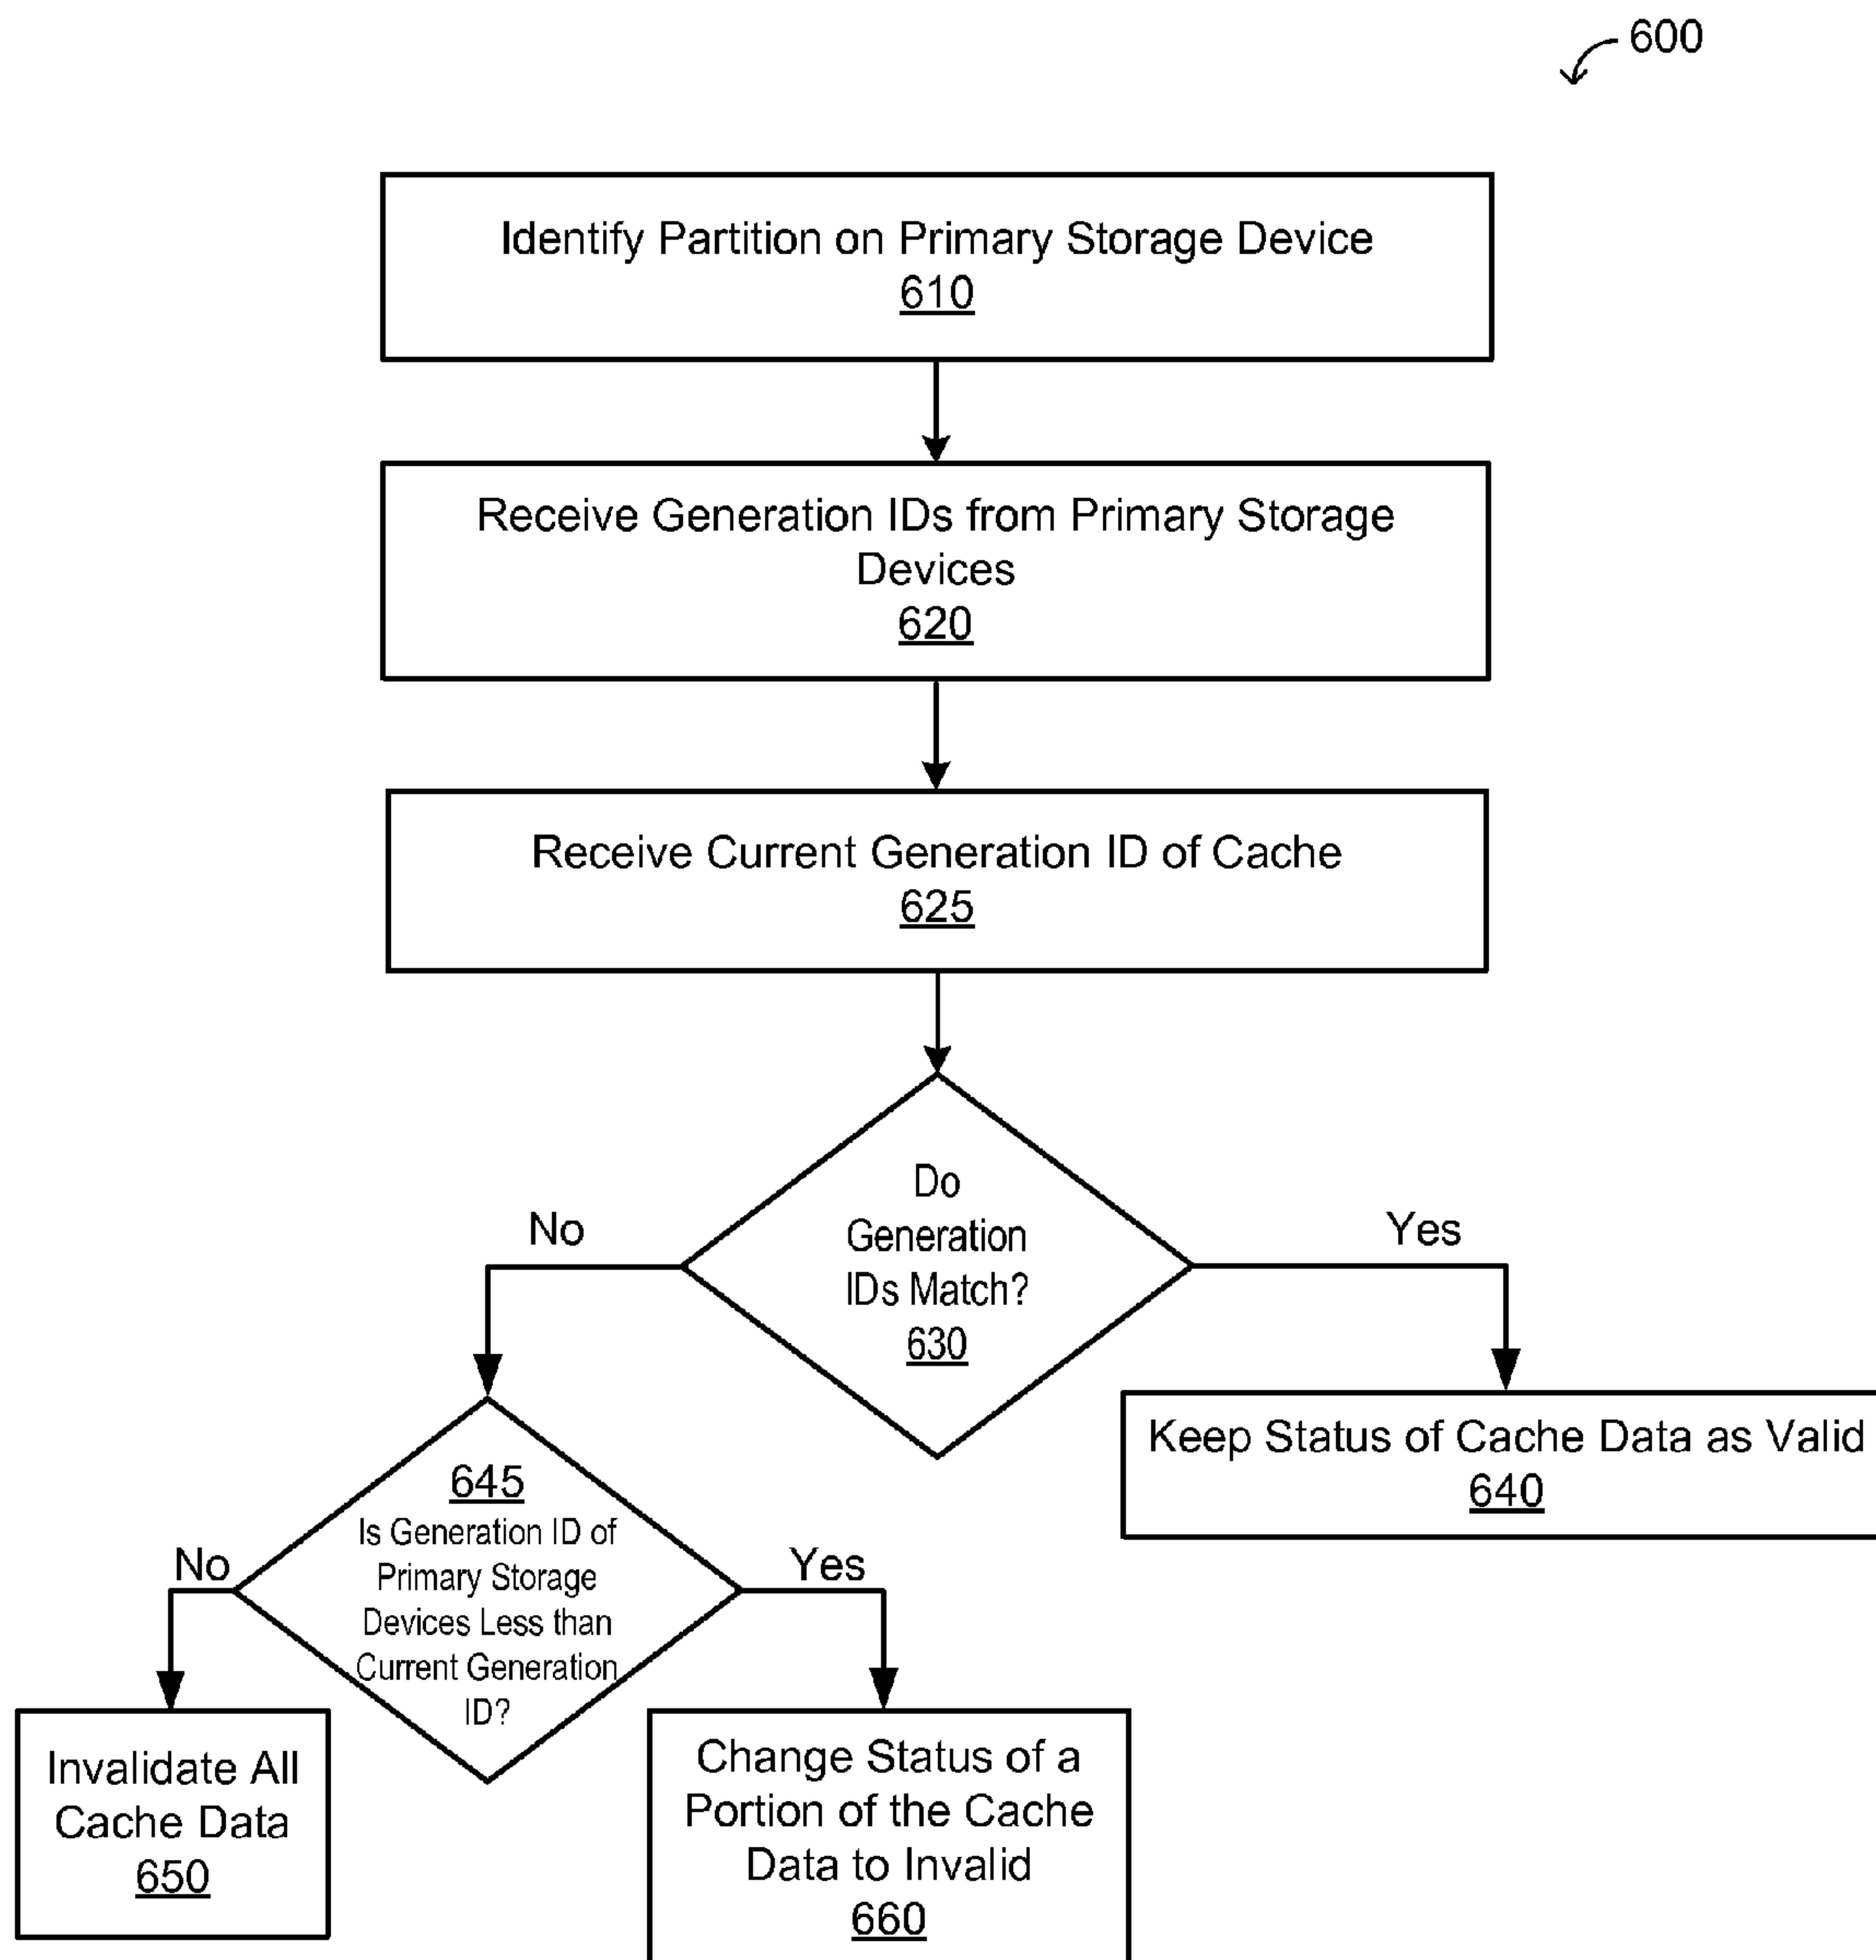 600
Identify Partition on Primary Storage Device
610
Receive Generation IDs from Primary Storage
Devices
620
Receive Current Generation ID of Cache
625
Do
Generation
IDs Match?
630
No
Yes
Keep Status of Cache Data as Valid
640
645
Is Generation ID of
Primary Storage
Devices Less than
Current Generation
ID?
No
Yes
Invalidate All
Cache Data
650
Change Status of a
Portion of the Cache
Data to Invalid
660